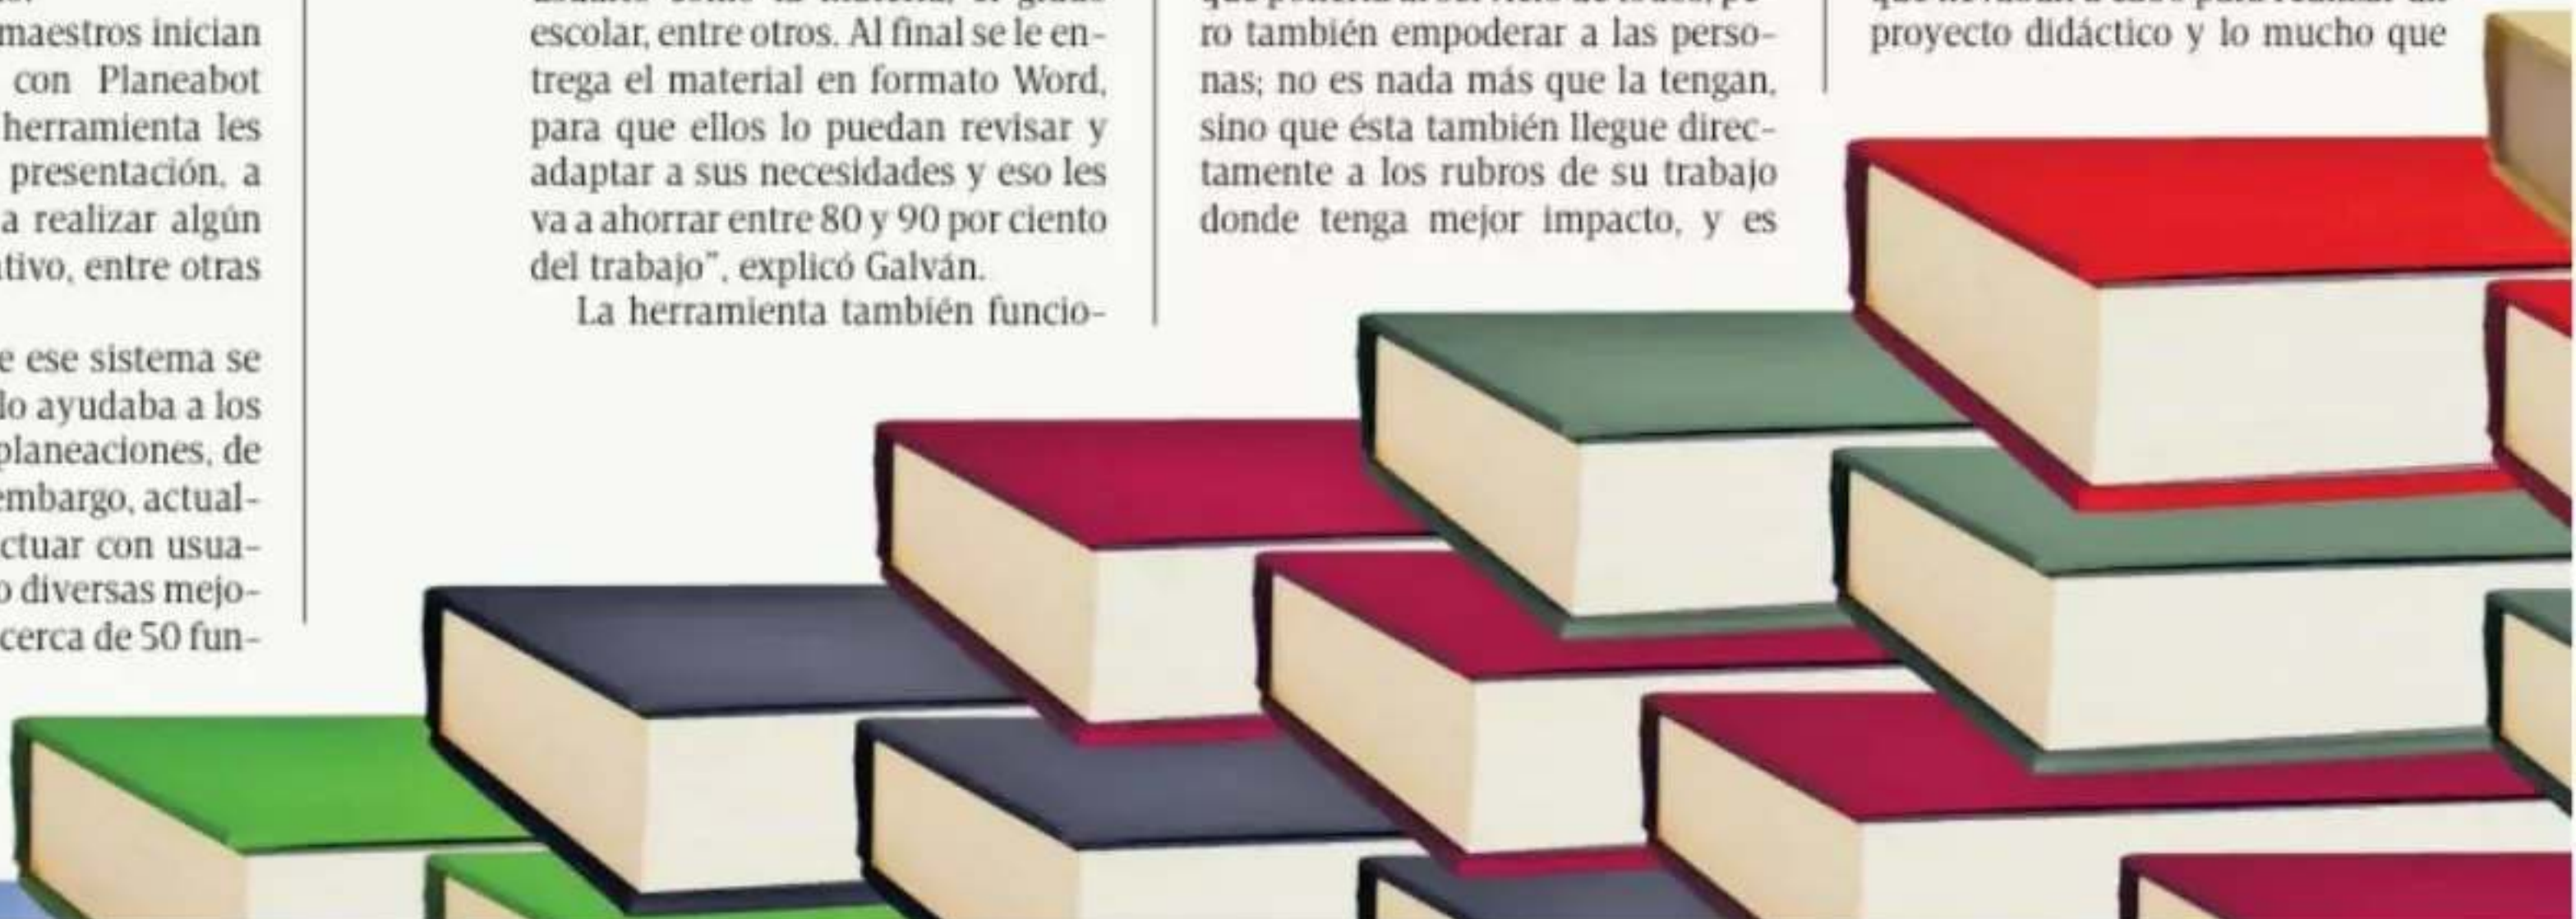 maestros inician
con Planeabot
herramienta les
presentación, a
a realizar algún
entre otras
ese sistema se
ayudaba a los
planeaciones, de
embargo, actual-
con usua-
diversas mejo-
cerca de 50 fun-
escolar, entre otros. Al final se le en-
trega el material en formato Word,
para que ellos lo puedan revisar y
adaptar a sus necesidades y eso les
va a ahorrar entre 80 y 90 por ciento
del trabajo", explicó Galván.
La herramienta también funcio-
ro también empoderar a las perso-
nas; no es nada más que la tengan,
sino que ésta también llegue direc-
tamente a los rubros de su trabajo
donde tenga mejor impacto, y es
proyecto didáctico y lo mucho que